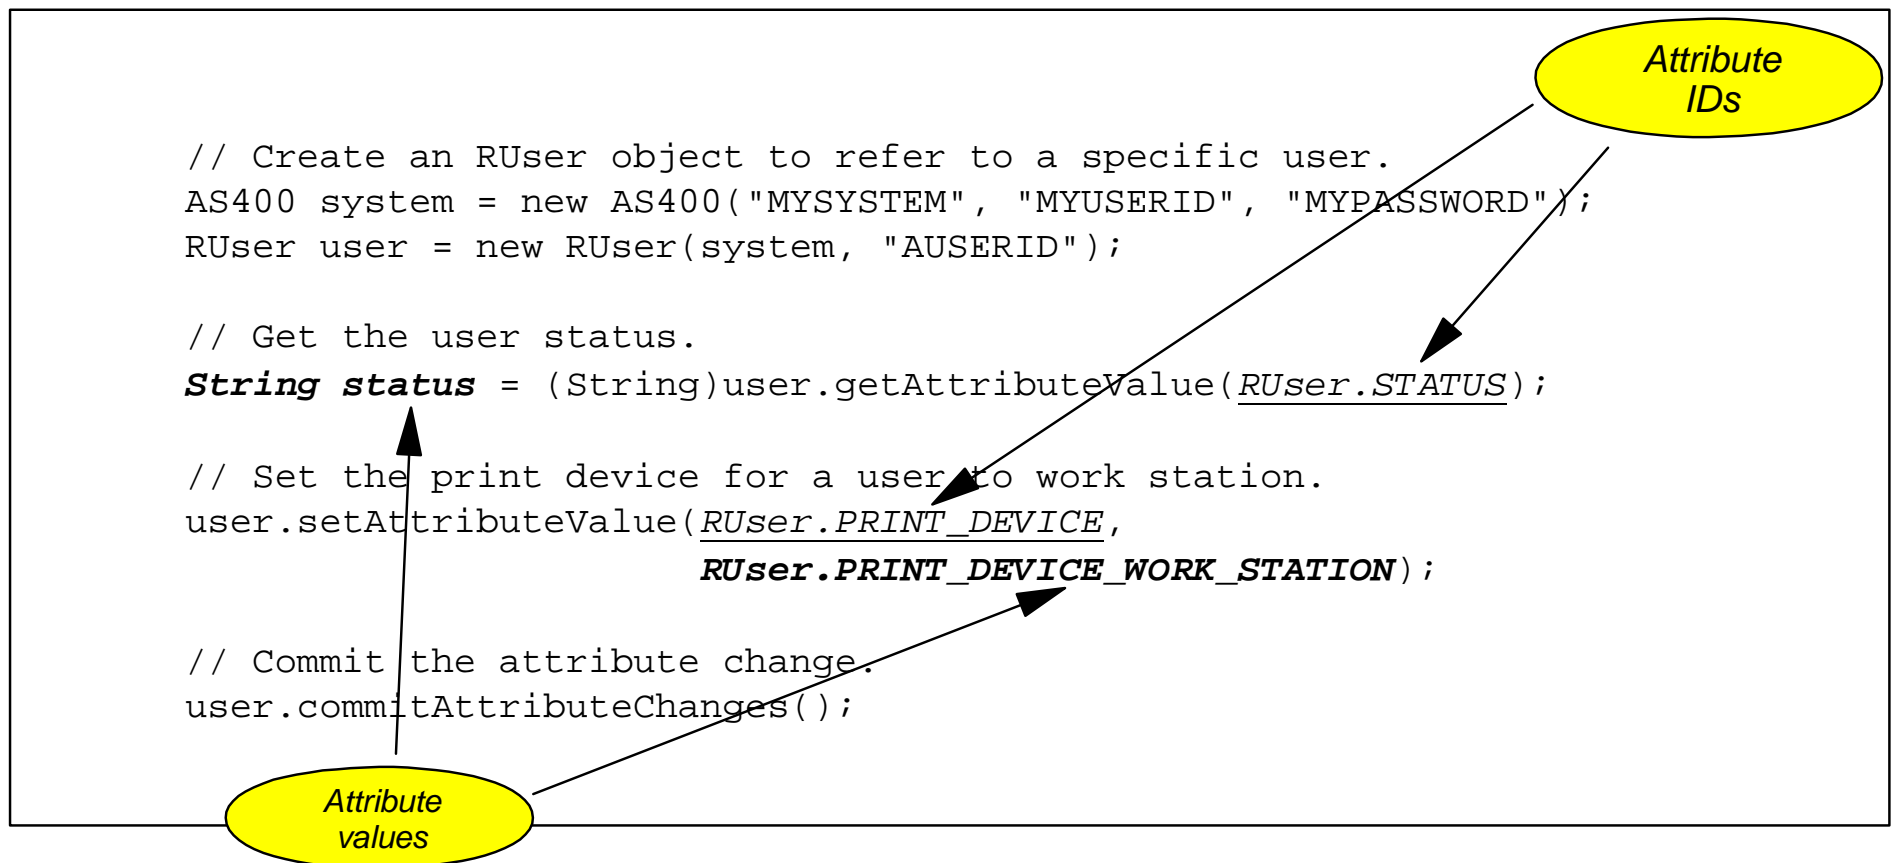 Attribute
IDs
// Create an RUser object to refer to a specific user.
AS400 system = new AS400("MYSYSTEM", "MYUSERID", "MYPASSWORD");
RUser user = new RUser(system, "AUSERID");
// Get the user status.
String status = (String)user.getAttributeValue(RUser.STATUS);
// Set the print device for a user to work station.
user.setAttributeValue(RUser.PRINT_DEVICE,
RUser.PRINT_DEVICE_WORK_STATION);
// Commit the attribute change.
user.commitAttributeChanges();
Attribute
values